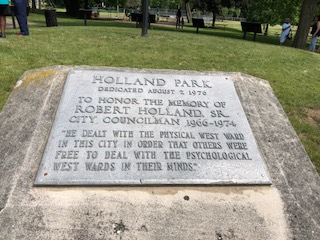 HOLLAND PARK
DEDICATED AUGUST 7, 1976
TO HONOR THE MEMORY OF
ROBERT HOLLAND, SR.
CITY COUNCILMAN 1966-1974
"HE DEALT WITH THE PHYSICAL WEST WARD
IN THIS CITY IN ORDER THAT OTHERS WERE
FREE TO DEAL WITH THE PSYCHOLOGICAL
WEST WARDS IN THEIR MINDS"